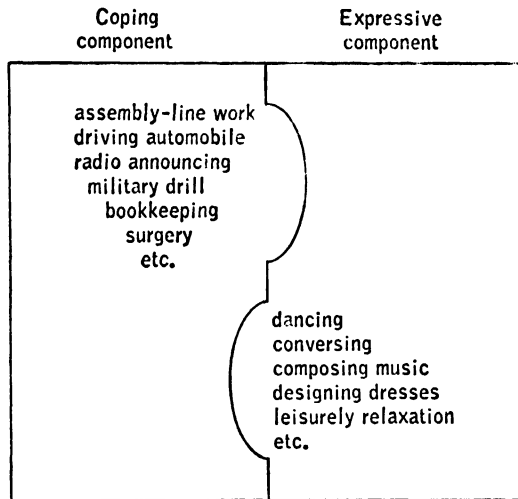 Coping
component
Expressive
component
assembly-line work
driving automobile
radio announcing
military drill
bookkeeping
surgery
etc.
dancing
conversing
composing music
designing dresses
leisurely relaxation
etc.